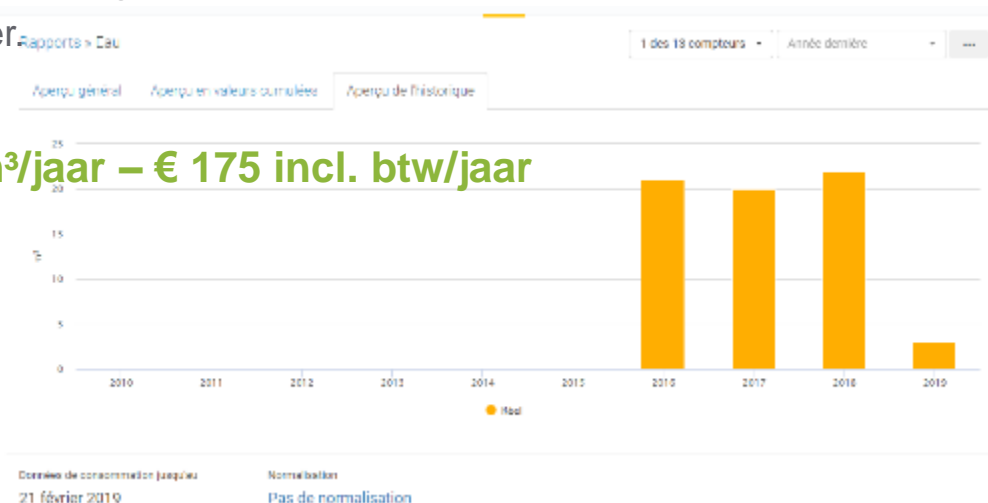 er.
Rapports » Eau
1 des 13 compteurs
Année dernière
Aperçu général Aperçu en valeurs cumulées Aperçu de l'historique
³/jaar – € 175 incl. btw/jaar
25
20
15
m³
10
5
0
2010 2011 2012 2013 2014 2015 2016 2017 2018 2019
Réel
Données de consommation jusqu'au Normalisation
21 février 2019 Pas de normalisation